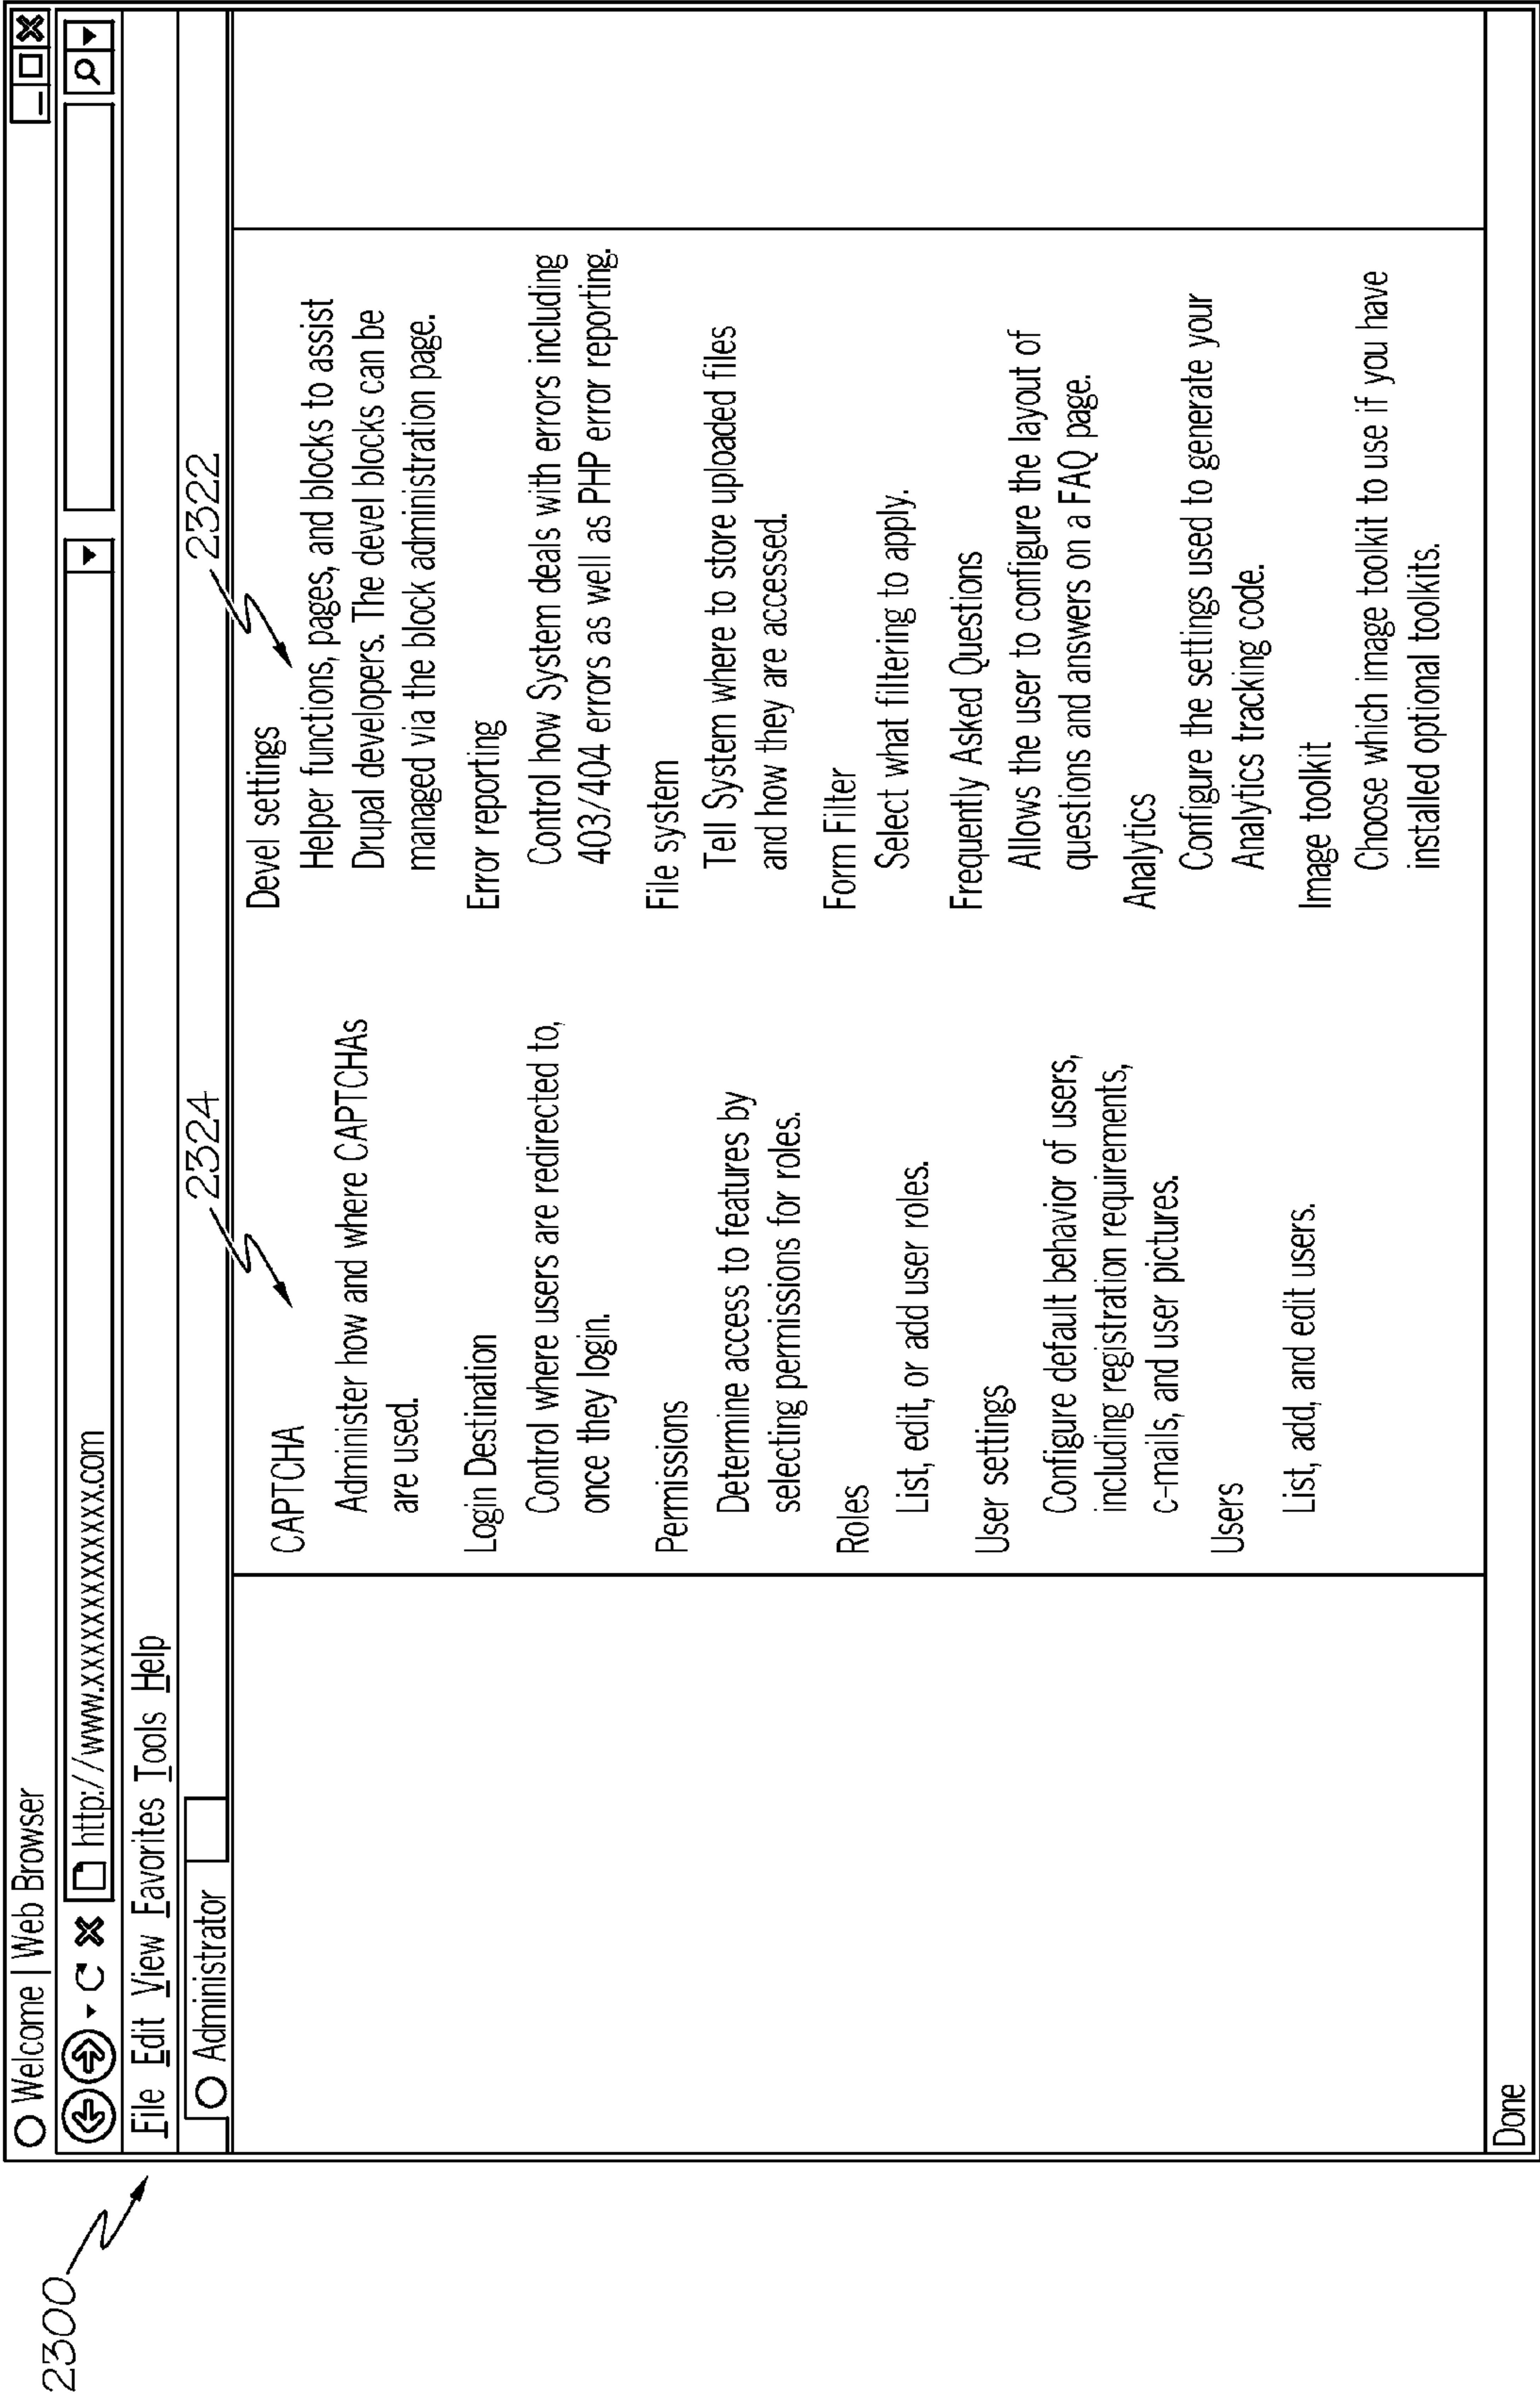 2300
Welcome | Web Browser
http://www.xxxxxxxxxxxxxx.com
File Edit View Favorites Tools Help
Administrator
2324
CAPTCHA
Administer how and where CAPTCHAs
are used.
Login Destination
Control where users are redirected to,
once they login.
Permissions
Determine access to features by
selecting permissions for roles.
Roles
List, edit, or add user roles.
User settings
Configure default behavior of users,
including registration requirements,
c-mails, and user pictures.
Users
List, add, and edit users.
2322
Devel settings
Helper functions, pages, and blocks to assist
Drupal developers. The devel blocks can be
managed via the block administration page.
Error reporting
Control how System deals with errors including
403/404 errors as well as PHP error reporting.
File system
Tell System where to store uploaded files
and how they are accessed.
Form Filter
Select what filtering to apply.
Frequently Asked Questions
Allows the user to configure the layout of
questions and answers on a FAQ page.
Analytics
Configure the settings used to generate your
Analytics tracking code.
Image toolkit
Choose which image toolkit to use if you have
installed optional toolkits.
Done